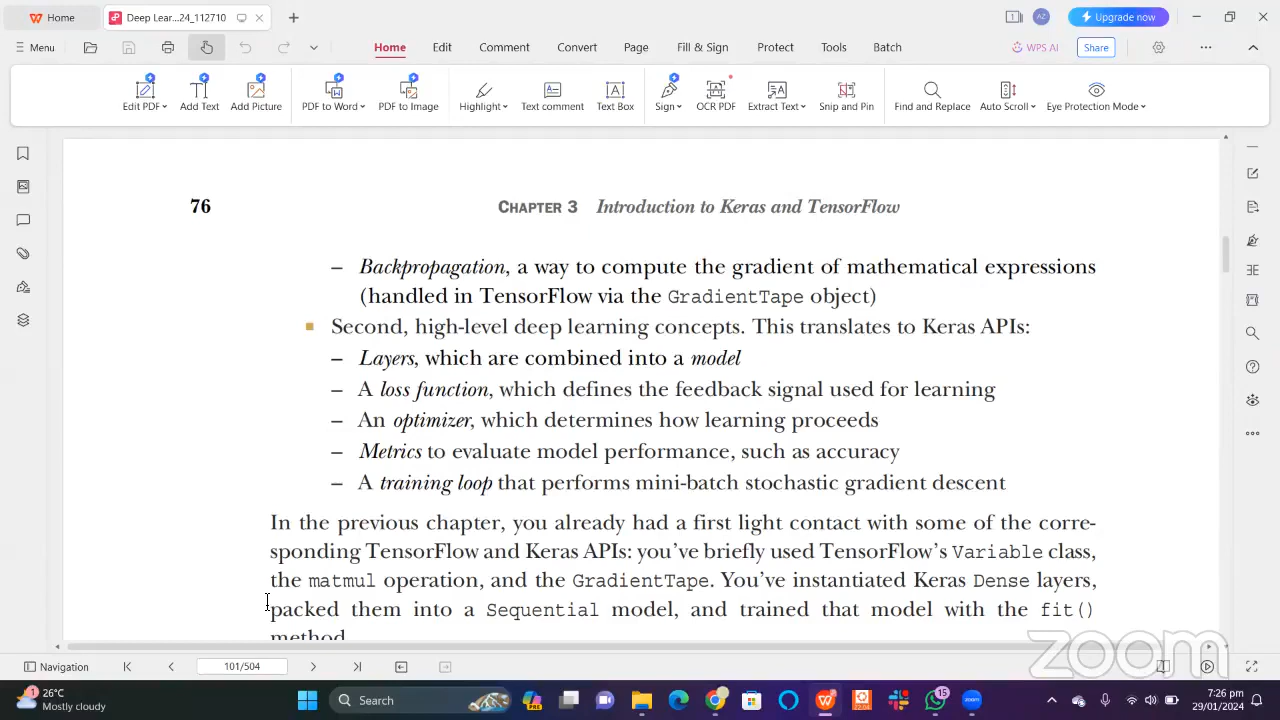 Home
Deep Lear...24_112710
1
AZ
Upgrade now
Menu
Home
Edit
Comment
Convert
Page
Fill & Sign
Protect
Tools
Batch
WPS AI
Share
Edit PDF
Add Text
Add Picture
PDF to Word
PDF to Image
Highlight
Text comment
Text Box
Sign
OCR PDF
Extract Text
Snip and Pin
Find and Replace
Auto Scroll
Eye Protection Mode
76
CHAPTER 3 Introduction to Keras and TensorFlow
– Backpropagation, a way to compute the gradient of mathematical expressions
(handled in TensorFlow via the GradientTape object)
Second, high-level deep learning concepts. This translates to Keras APIs:
– Layers, which are combined into a model
– A loss function, which defines the feedback signal used for learning
– An optimizer, which determines how learning proceeds
– Metrics to evaluate model performance, such as accuracy
– A training loop that performs mini-batch stochastic gradient descent
In the previous chapter, you already had a first light contact with some of the corre-
sponding TensorFlow and Keras APIs: you've briefly used TensorFlow's Variable class,
the matmul operation, and the GradientTape. You've instantiated Keras Dense layers,
packed them into a Sequential model, and trained that model with the fit()
method.
zoom
Navigation
101/504
1
26°C
Mostly cloudy
Search
PRE
22.04
15
zoom
7:26 pm
29/01/2024